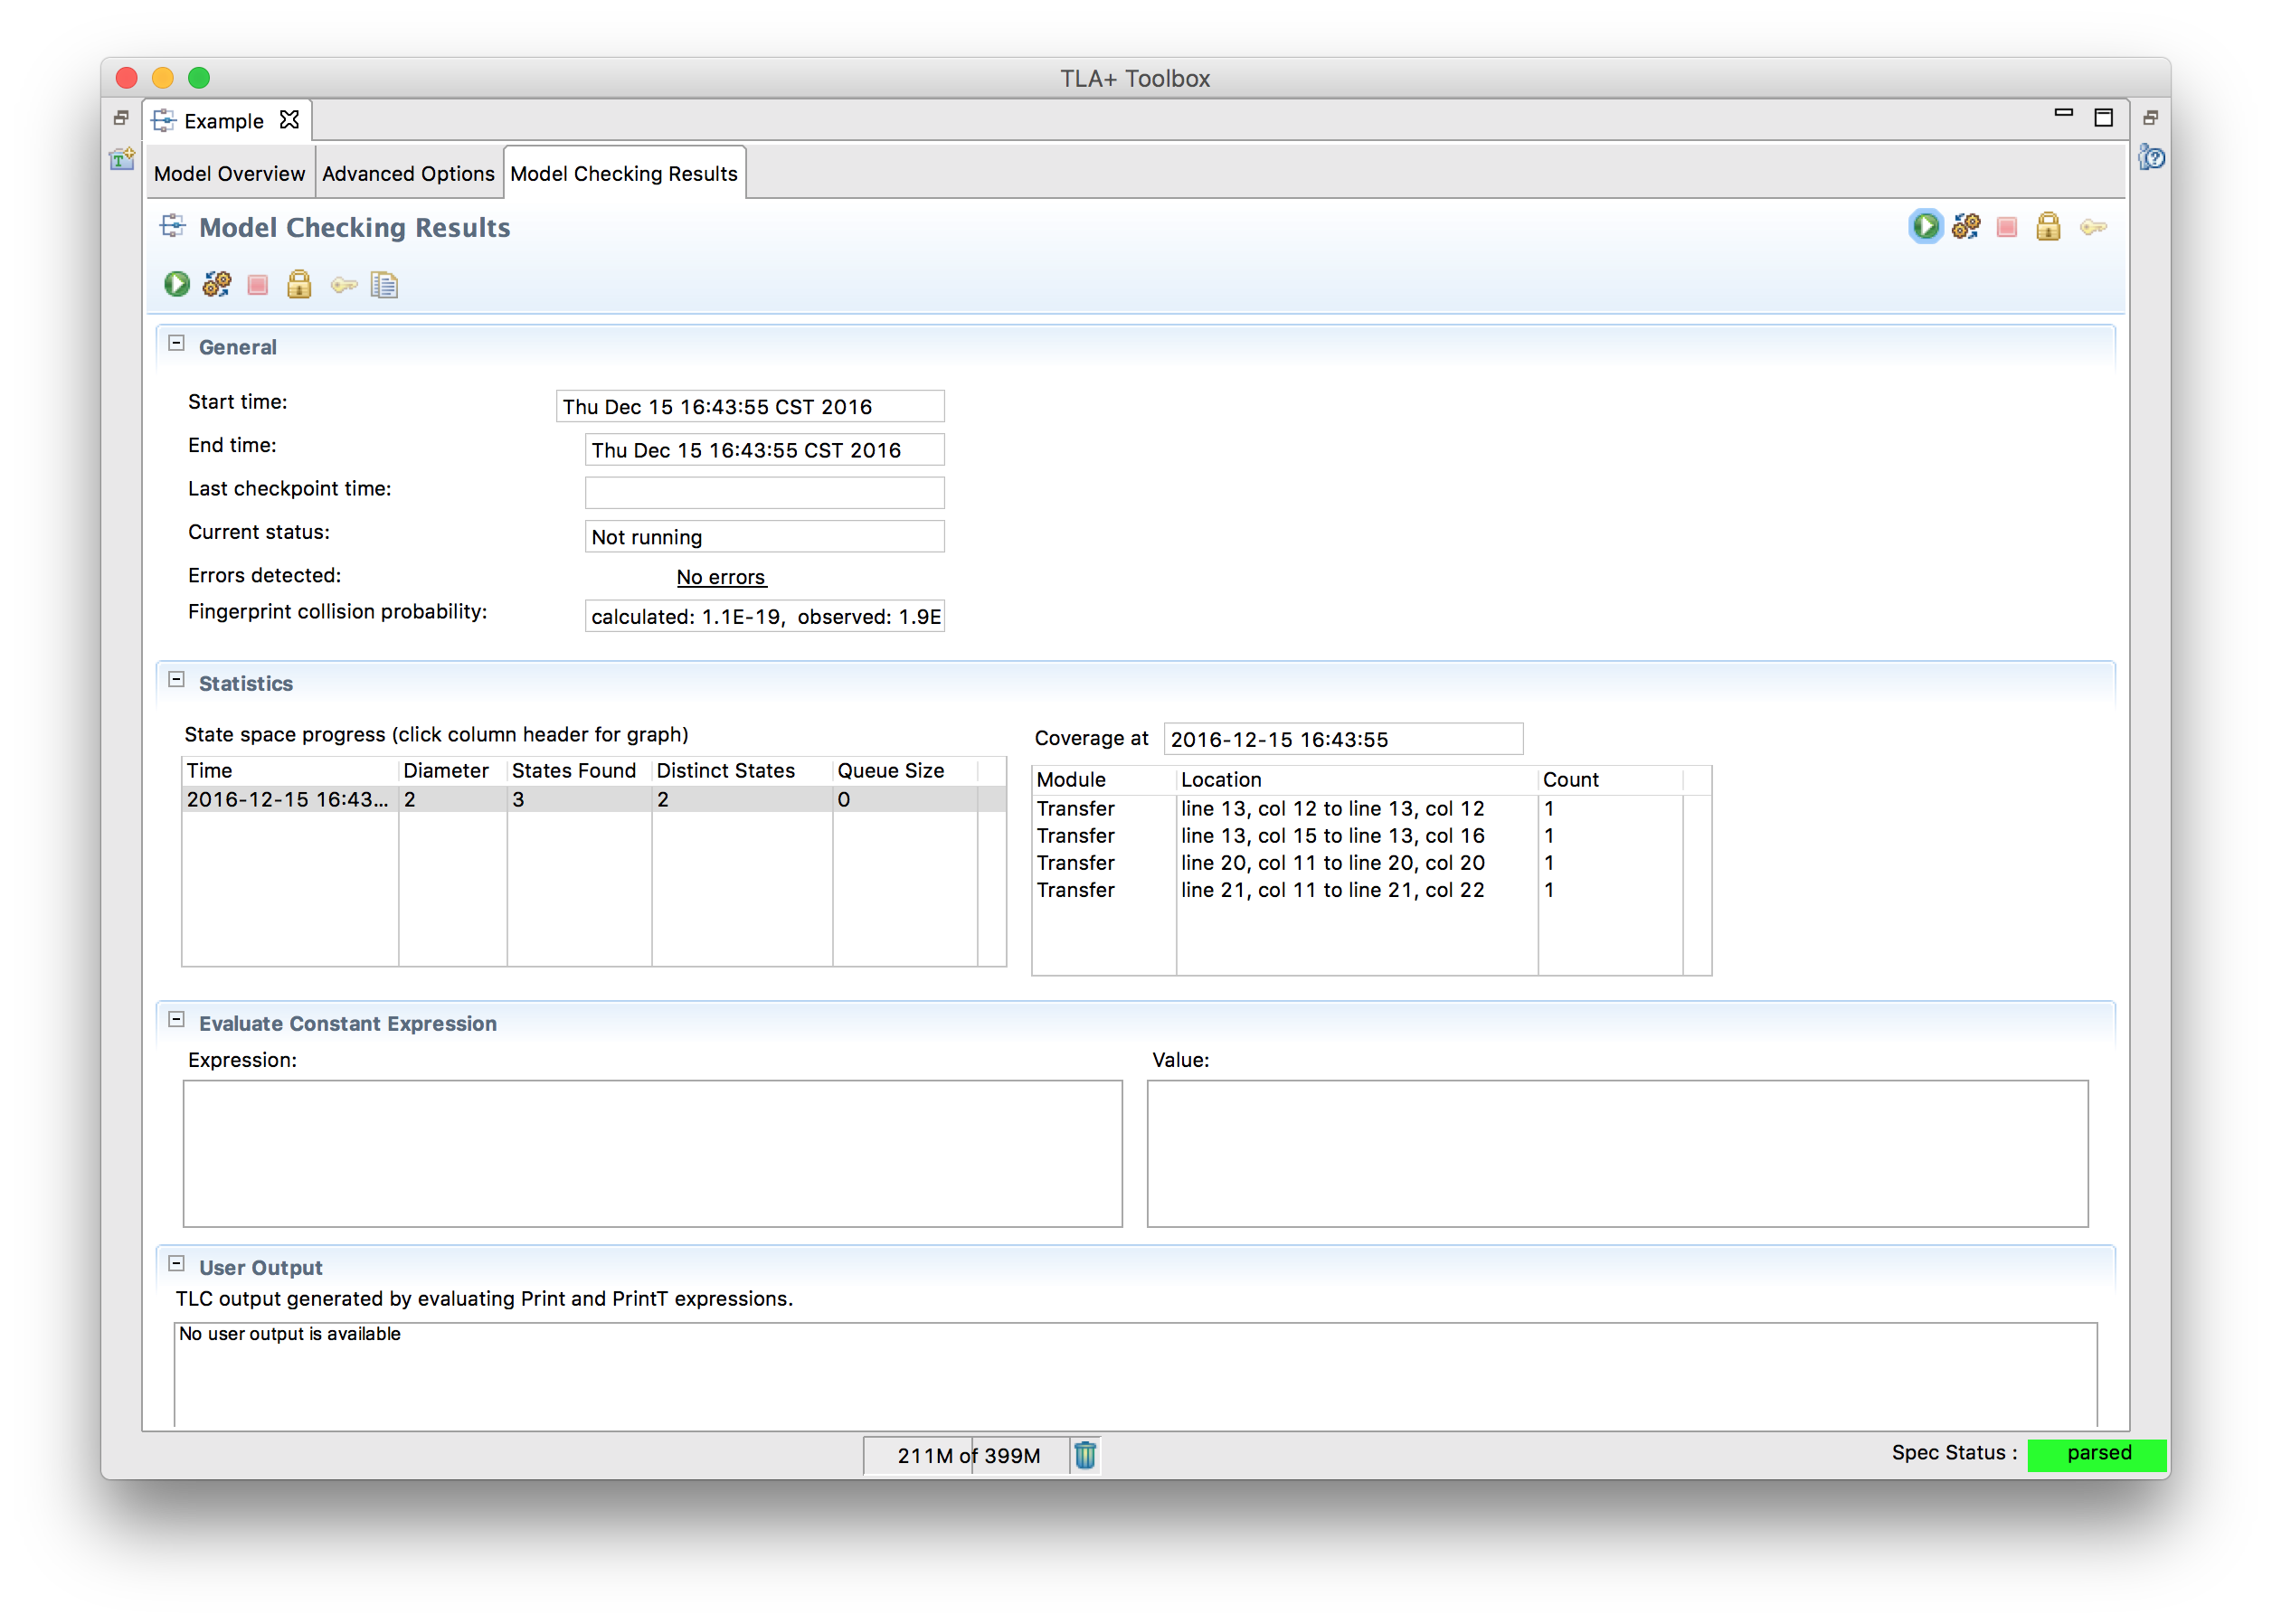 TLA+ Toolbox
Example
Model Overview Advanced Options Model Checking Results
Model Checking Results
General
Start time: Thu Dec 15 16:43:55 CST 2016
End time: Thu Dec 15 16:43:55 CST 2016
Last checkpoint time:
Current status: Not running
Errors detected: No errors
Fingerprint collision probability: calculated: 1.1E-19, observed: 1.9E
Statistics
State space progress (click column header for graph)
Time Diameter States Found Distinct States Queue Size
2016-12-15 16:43... 2 3 2 0
Coverage at 2016-12-15 16:43:55
Module Location Count
Transfer line 13, col 12 to line 13, col 12 1
Transfer line 13, col 15 to line 13, col 16 1
Transfer line 20, col 11 to line 20, col 20 1
Transfer line 21, col 11 to line 21, col 22 1
Evaluate Constant Expression
Expression: Value:
User Output
TLC output generated by evaluating Print and PrintT expressions.
No user output is available
211M of 399M Spec Status : parsed